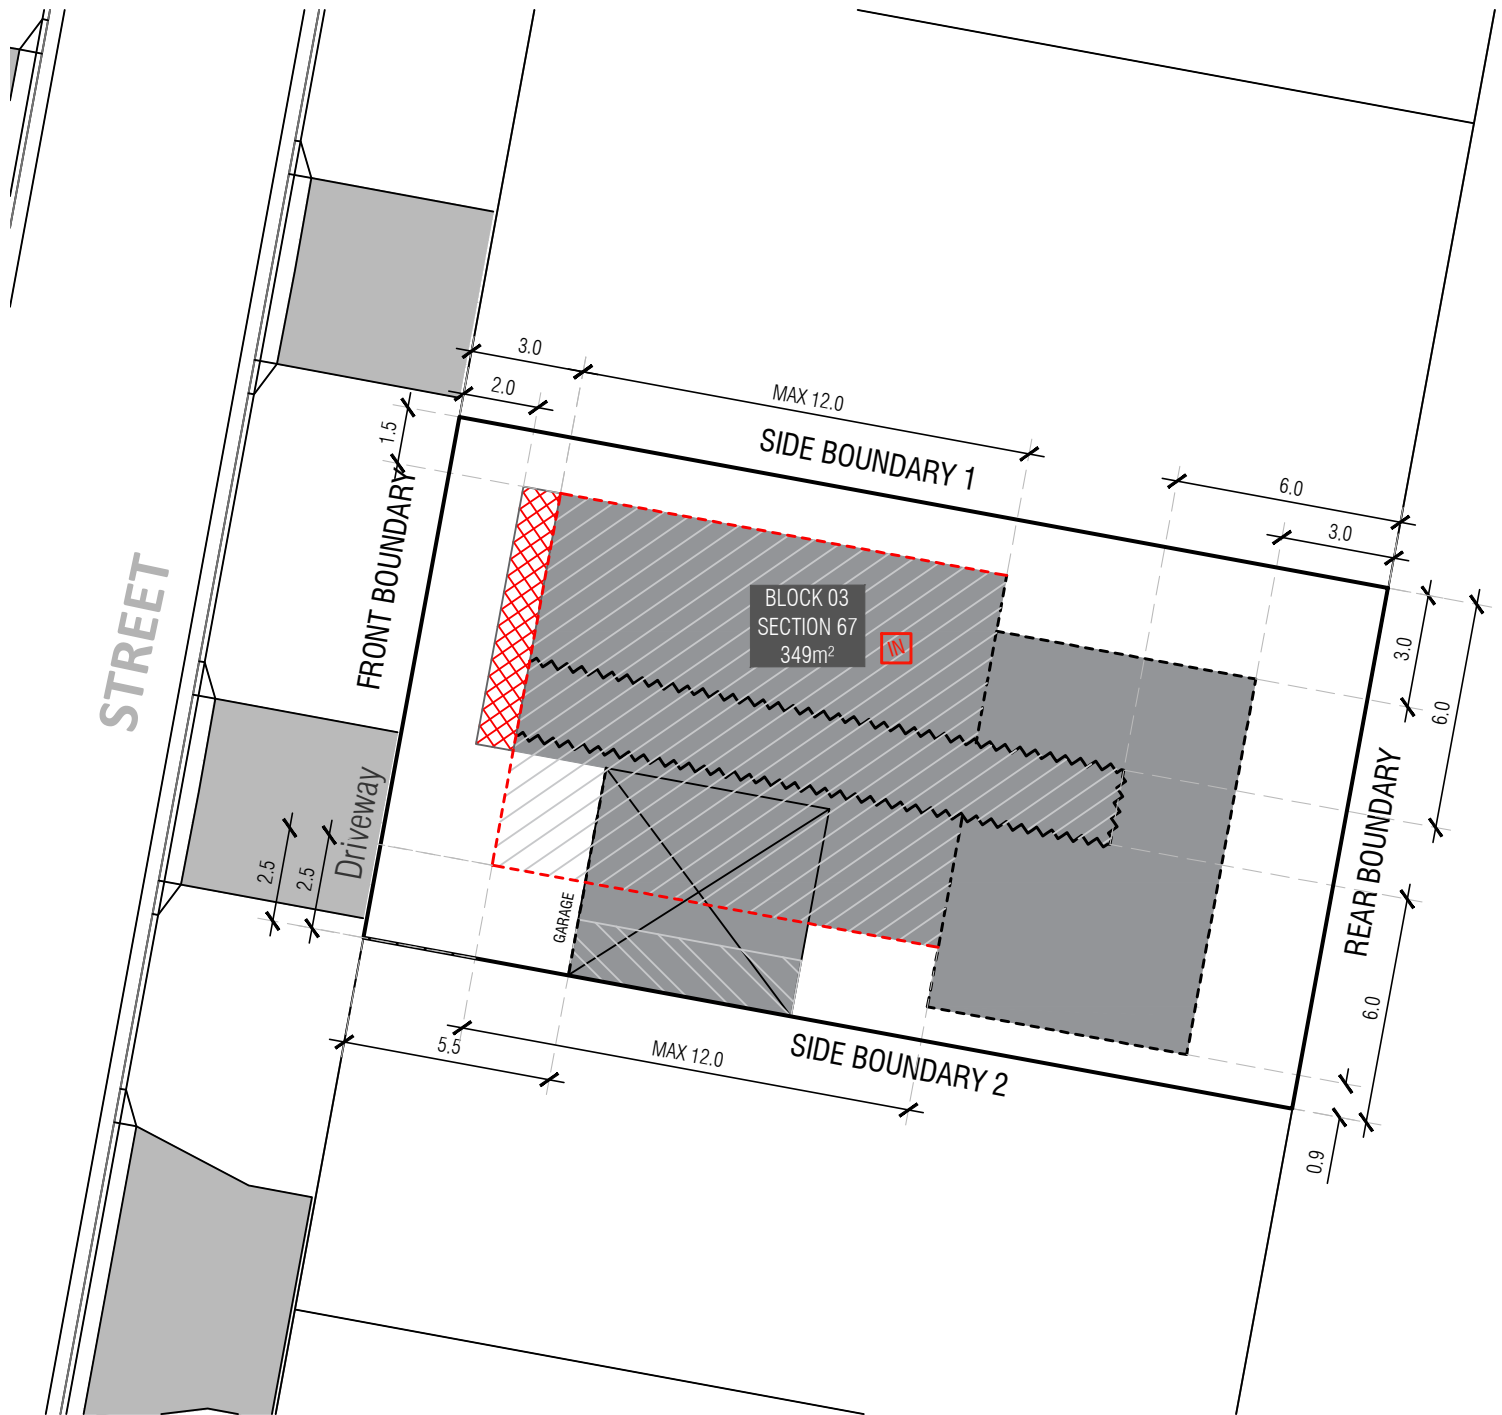 3.0
2.0
MAX 12.0
1.5
SIDE BOUNDARY 1
6.0
3.0
FRONT BOUNDARY
STREET
BLOCK 03
SECTION 67
349m²
IN
3.0
6.0
REAR BOUNDARY
Driveway
2.5
2.5
GARAGE
6.0
5.5
MAX 12.0
SIDE BOUNDARY 2
0.9